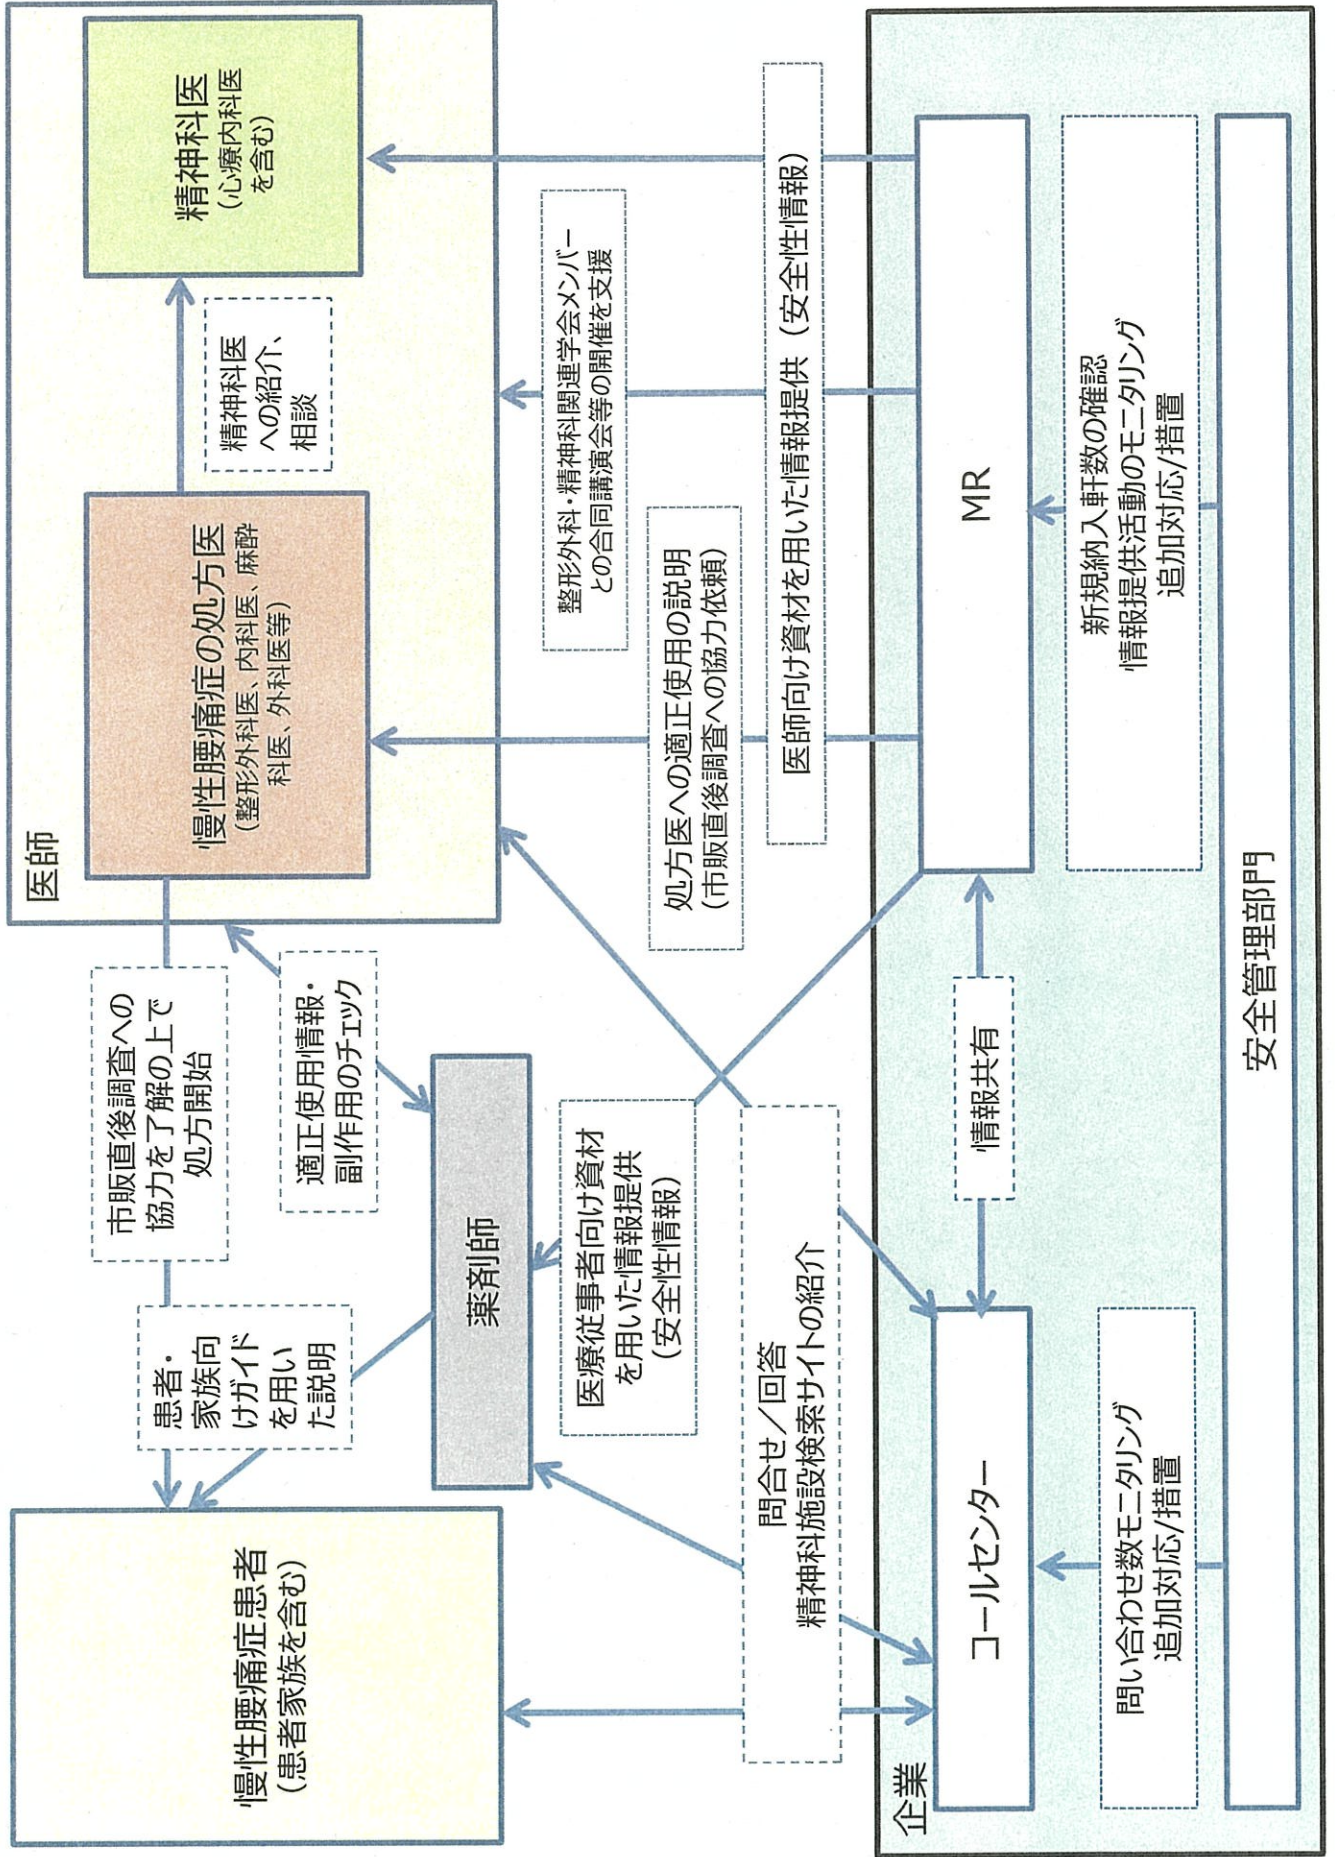 慢性腰痛症患者
（患者家族を含む）
患者・
家族向
けガイド
を用い
た説明
市販直後調査への
協力を了解の上で
処方開始
医師
慢性腰痛症の処方医
（整形外科医、内科医、麻酔
科医、外科医等）
精神科医
への紹介、
相談
精神科医
（心療内科医
を含む）
適正使用情報・
副作用のチェック
薬剤師
医療従事者向け資材
を用いた情報提供
（安全性情報）
整形外科・精神科関連学会メンバー
との合同講演会等の開催を支援
処方医への適正使用の説明
（市販直後調査への協力依頼）
医師向け資材を用いた情報提供（安全性情報）
問合せ／回答
精神科施設検索サイトの紹介
企業
コールセンター
情報共有
MR
問い合わせ数モニタリング
追加対応/措置
新規納入軒数の確認
情報提供活動のモニタリング
追加対応/措置
安全管理部門